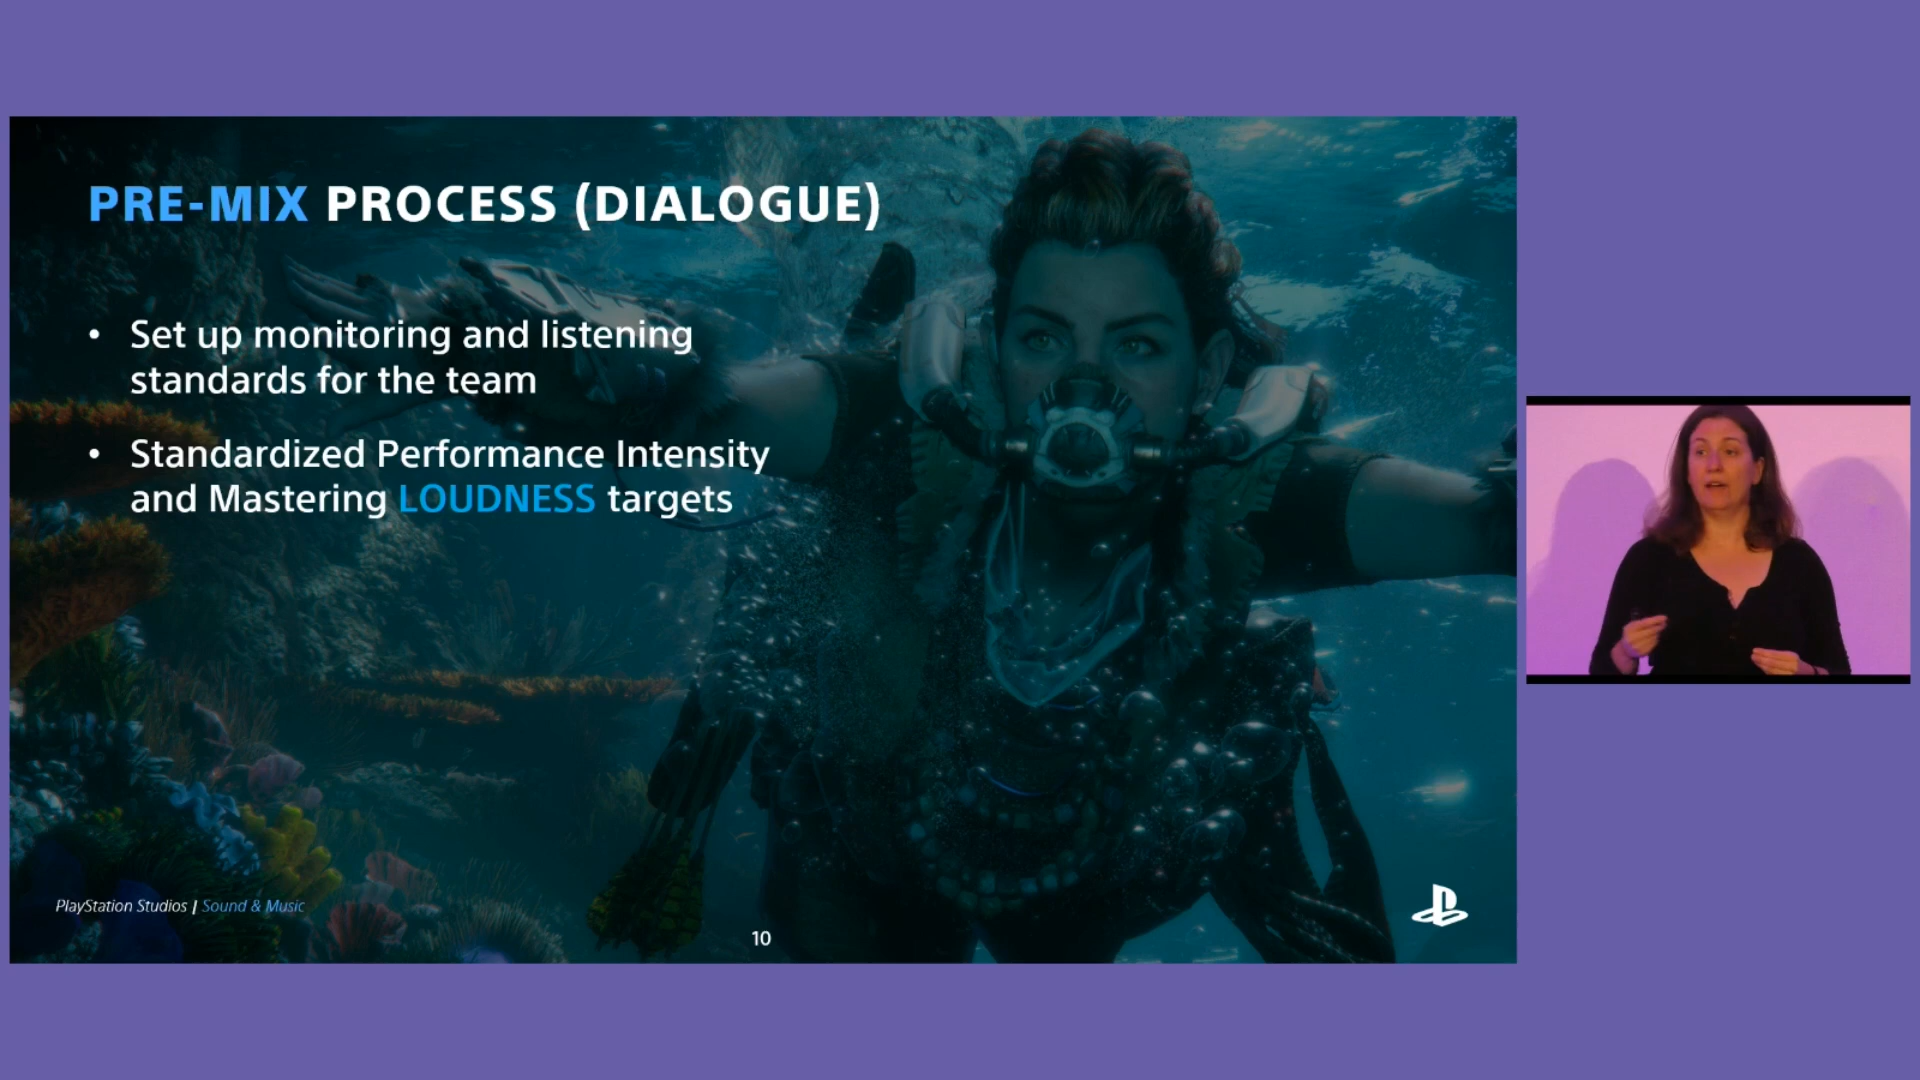 PRE-MIX PROCESS (DIALOGUE)
• Set up monitoring and listening
standards for the team
• Standardized Performance Intensity
and Mastering LOUDNESS targets
PlayStation Studios | Sound & Music
10